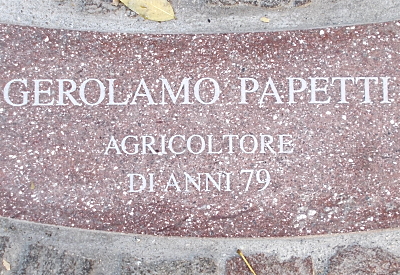 GEROLAMO PAPETTI
AGRICOLTORE
DI ANNI 79